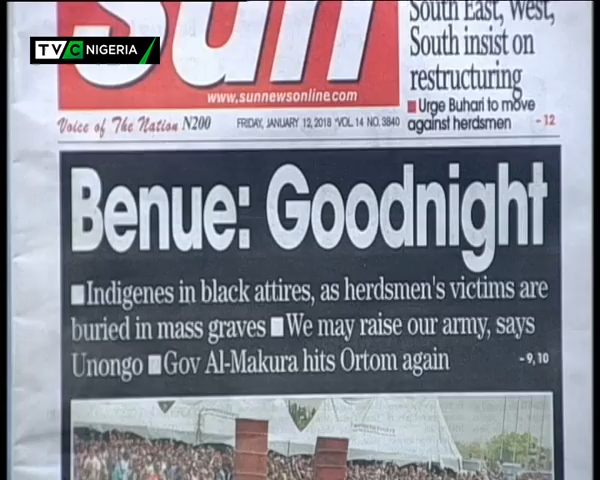 TVC NIGERIA
Sun
www.sunnewsonline.com
South East, West,
South insist on
restructuring
■ Urge Buhari to move
against herdsmen -12
Voice of The Nation N200
FRIDAY, JANUARY 12, 2018 VOL. 14 NO. 3840
Benue: Goodnight
■Indigenes in black attires, as herdsmen's victims are
buried in mass graves ■We may raise our army, says
Unongo ■Gov Al-Makura hits Ortom again -9,10